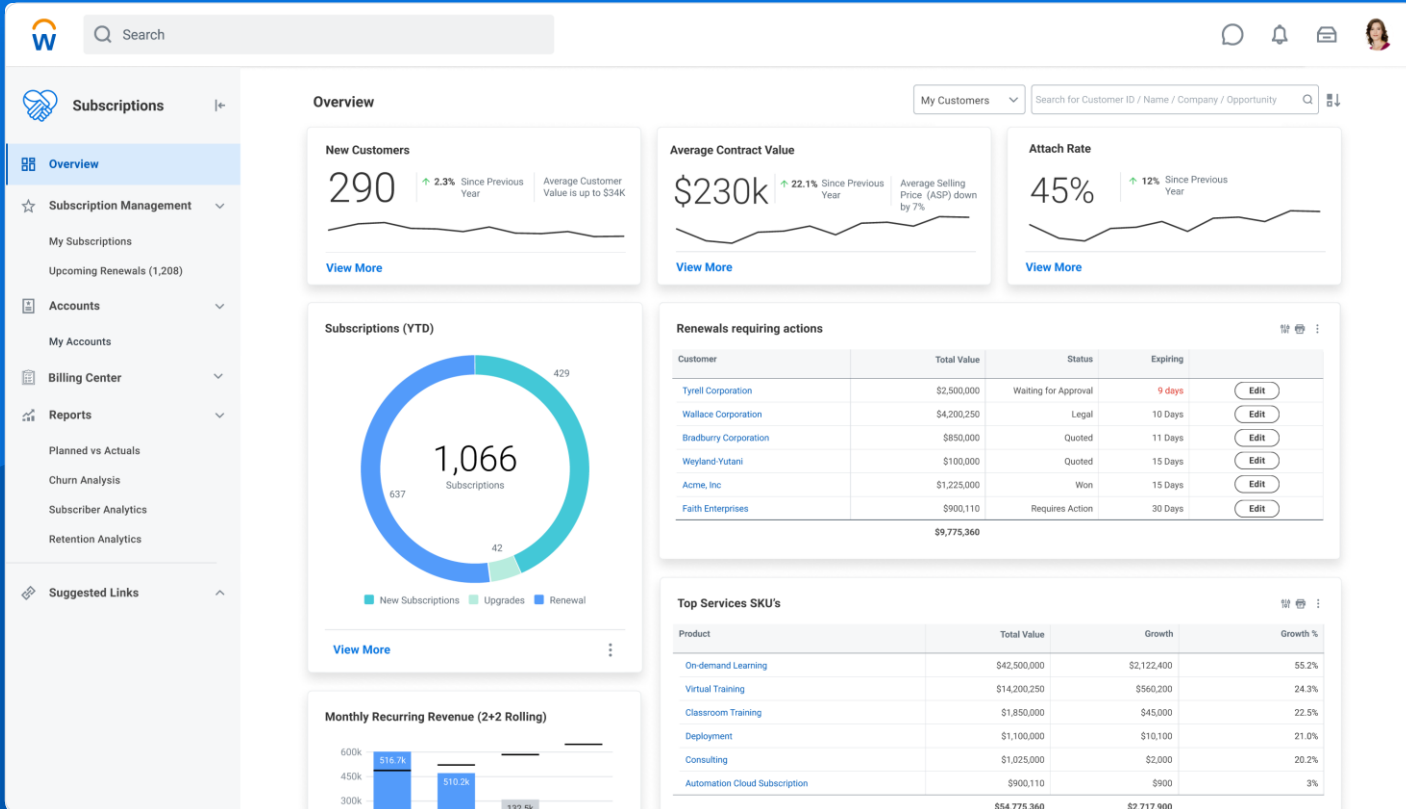 W
Search
Subscriptions
Overview
Subscription Management
My Subscriptions
Upcoming Renewals (1,208)
Accounts
My Accounts
Billing Center
Reports
Planned vs Actuals
Churn Analysis
Subscriber Analytics
Retention Analytics
Suggested Links
Overview
My Customers
Search for Customer ID / Name / Company / Opportunity
New Customers
290
2.3% Since Previous
Year
Average Customer
Value is up to $34K
View More
Average Contract Value
$230k
22.1% Since Previous
Year
Average Selling
Price (ASP) down
by 7%
View More
Attach Rate
45%
12% Since Previous
Year
View More
Subscriptions (YTD)
429
1,066
Subscriptions
637
42
New Subscriptions Upgrades Renewal
View More
Renewals requiring actions
Customer Total Value Status Expiring
Tyrell Corporation $2,500,000 Waiting for Approval 9 days Edit
Wallace Corporation $4,200,250 Legal 10 Days Edit
Bradburry Corporation $850,000 Quoted 11 Days Edit
Weyland-Yutani $100,000 Quoted 15 Days Edit
Acme, Inc $1,225,000 Won 15 Days Edit
Faith Enterprises $900,110 Requires Action 30 Days Edit
$9,775,360
Top Services SKU's
Product Total Value Growth Growth %
On-demand Learning $42,500,000 $2,122,400 55.2%
Virtual Training $14,200,250 $560,200 24.3%
Classroom Training $1,850,000 $45,000 22.5%
Deployment $1,100,000 $10,100 21.0%
Consulting $1,025,000 $2,000 20.2%
Automation Cloud Subscription $900,110 $900 3%
$54,775,360 $2,717,900
Monthly Recurring Revenue (2+2 Rolling)
600k
516.7k
450k
510.2k
300k
132.5k